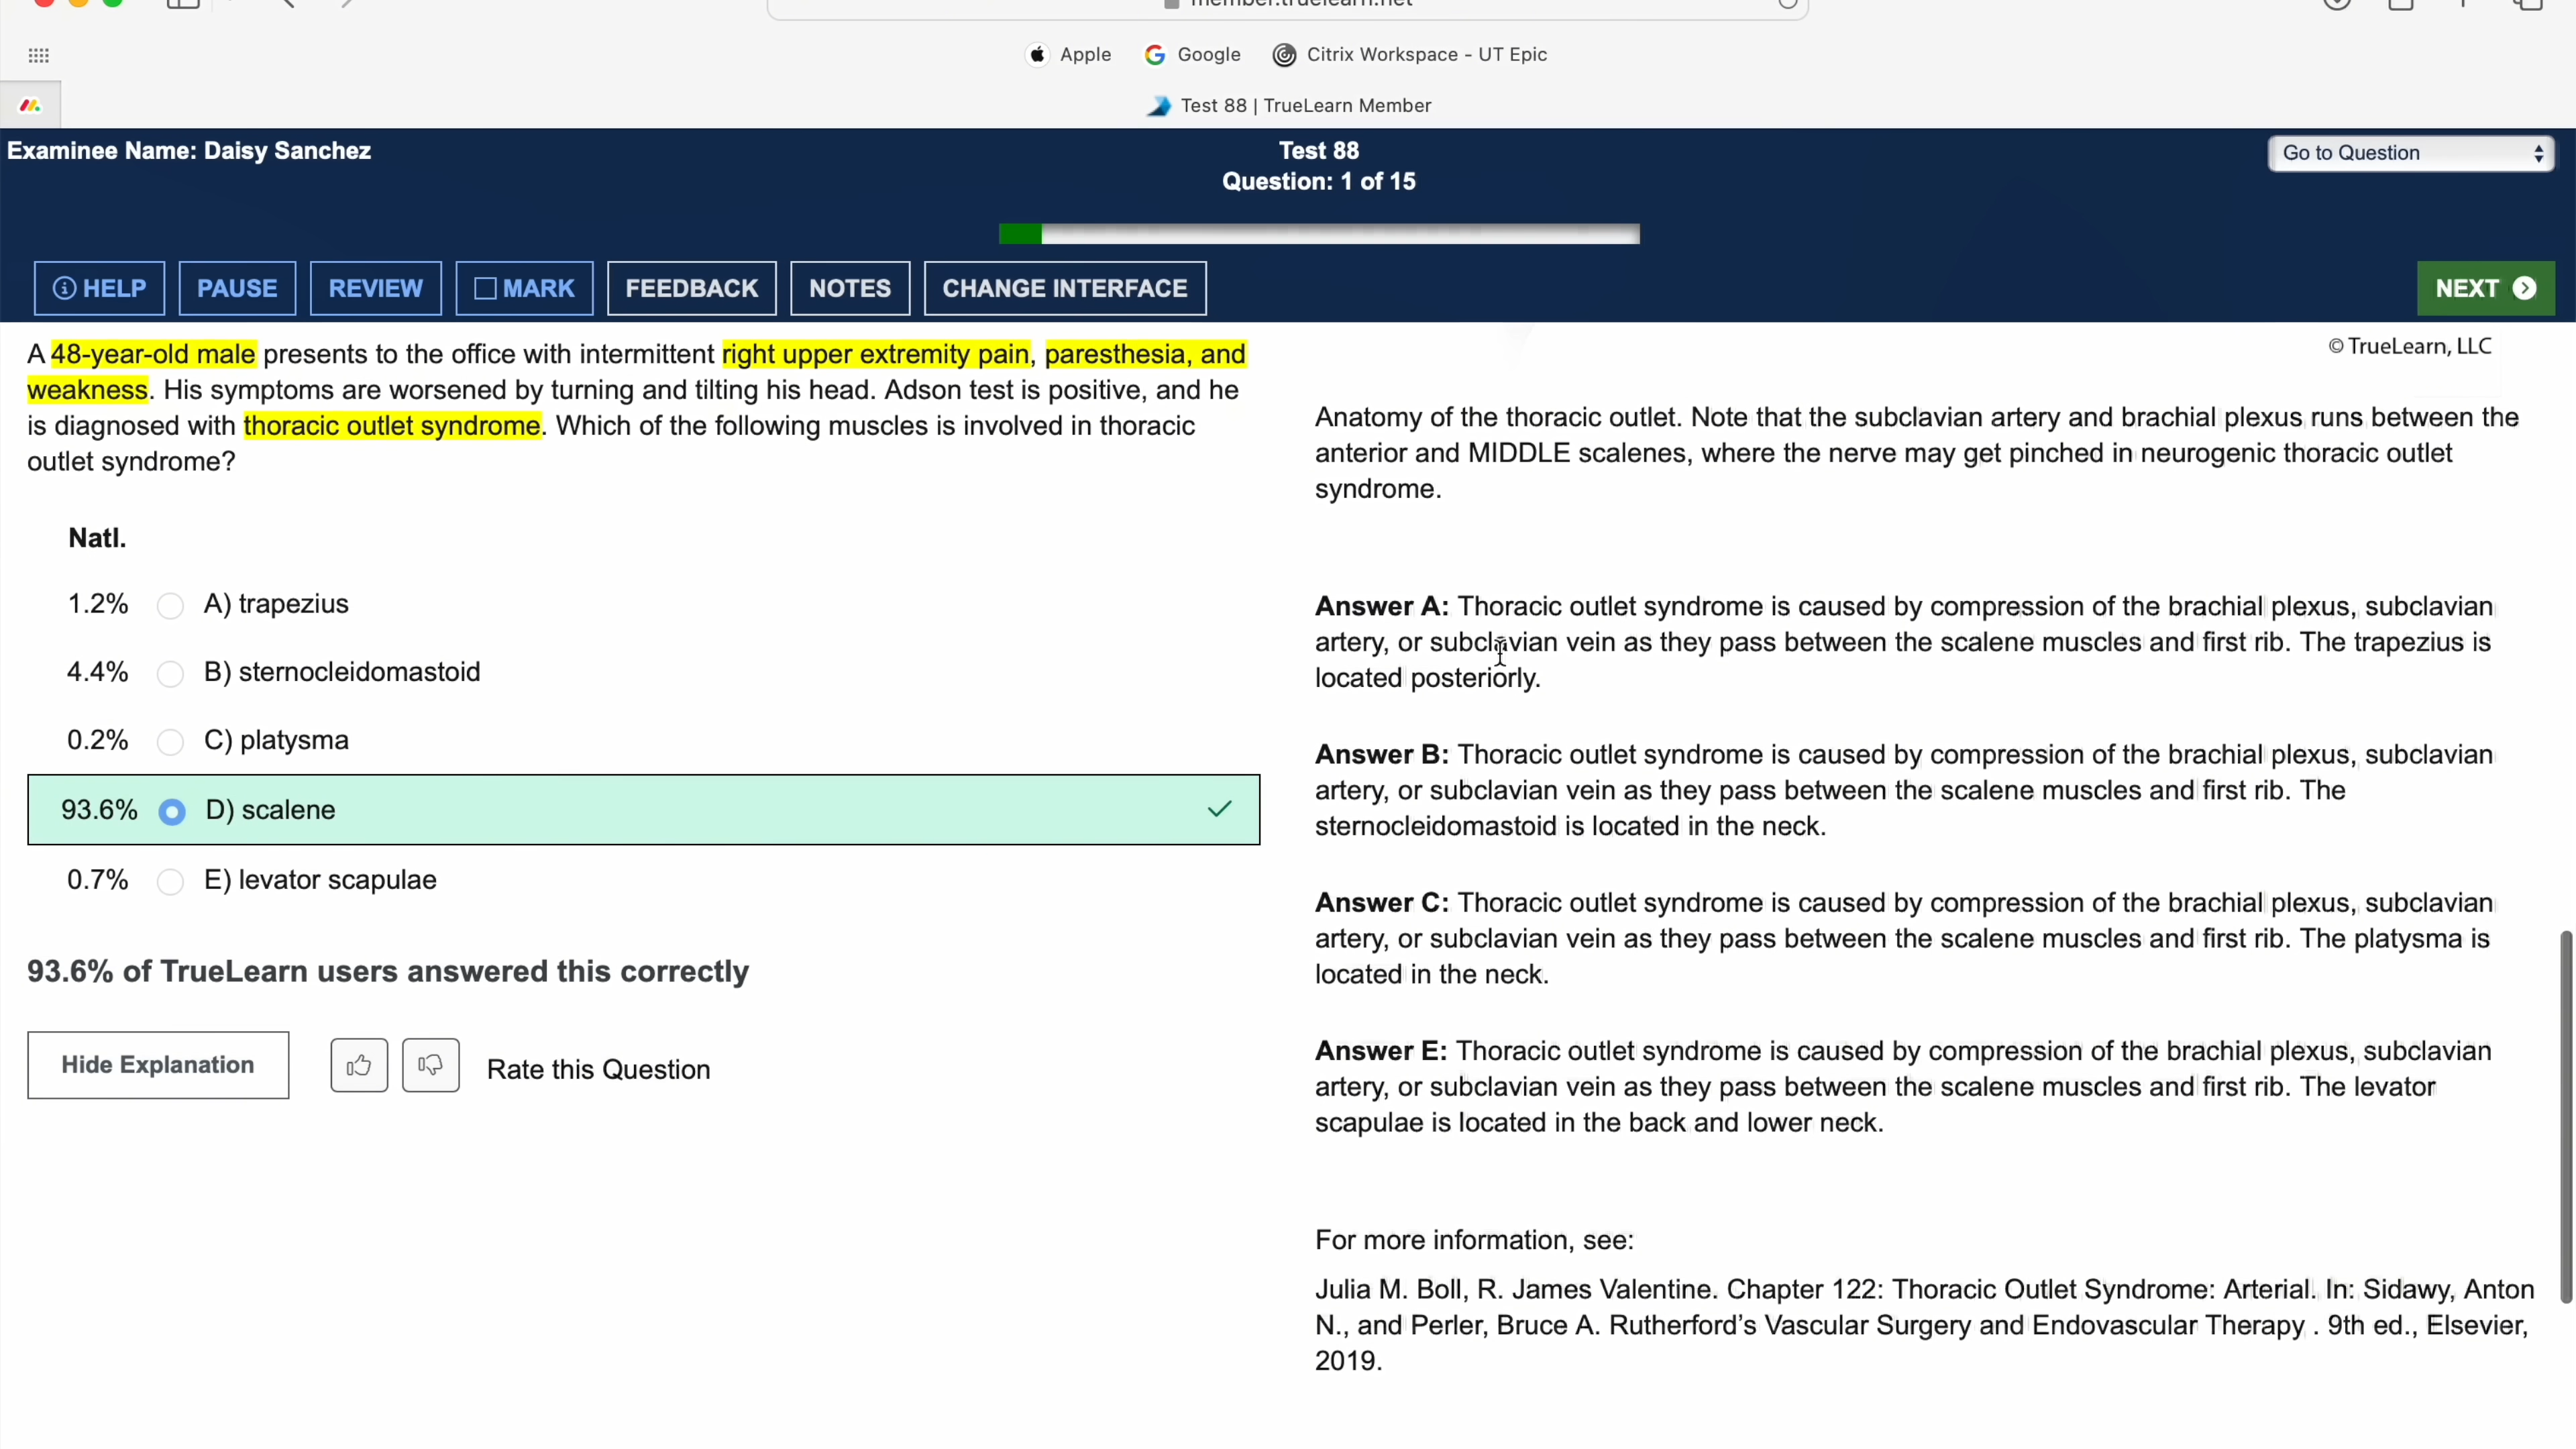 member.truelearn.net
Apple
Google
Citrix Workspace - UT Epic
Test 88 | TrueLearn Member
Examinee Name: Daisy Sanchez
Test 88
Question: 1 of 15
Go to Question
HELP
PAUSE
REVIEW
MARK
FEEDBACK
NOTES
CHANGE INTERFACE
NEXT
A 48-year-old male presents to the office with intermittent right upper extremity pain, paresthesia, and
weakness. His symptoms are worsened by turning and tilting his head. Adson test is positive, and he
is diagnosed with thoracic outlet syndrome. Which of the following muscles is involved in thoracic
outlet syndrome?
Natl.
1.2% A) trapezius
4.4% B) sternocleidomastoid
0.2% C) platysma
93.6% D) scalene
0.7% E) levator scapulae
93.6% of TrueLearn users answered this correctly
Hide Explanation
Rate this Question
© TrueLearn, LLC
Anatomy of the thoracic outlet. Note that the subclavian artery and brachial plexus runs between the
anterior and MIDDLE scalenes, where the nerve may get pinched in neurogenic thoracic outlet
syndrome.
Answer A: Thoracic outlet syndrome is caused by compression of the brachial plexus, subclavian
artery, or subclavian vein as they pass between the scalene muscles and first rib. The trapezius is
located posteriorly.
Answer B: Thoracic outlet syndrome is caused by compression of the brachial plexus, subclavian
artery, or subclavian vein as they pass between the scalene muscles and first rib. The
sternocleidomastoid is located in the neck.
Answer C: Thoracic outlet syndrome is caused by compression of the brachial plexus, subclavian
artery, or subclavian vein as they pass between the scalene muscles and first rib. The platysma is
located in the neck.
Answer E: Thoracic outlet syndrome is caused by compression of the brachial plexus, subclavian
artery, or subclavian vein as they pass between the scalene muscles and first rib. The levator
scapulae is located in the back and lower neck.
For more information, see:
Julia M. Boll, R. James Valentine. Chapter 122: Thoracic Outlet Syndrome: Arterial. In: Sidawy, Anton
N., and Perler, Bruce A. Rutherford's Vascular Surgery and Endovascular Therapy . 9th ed., Elsevier,
2019.